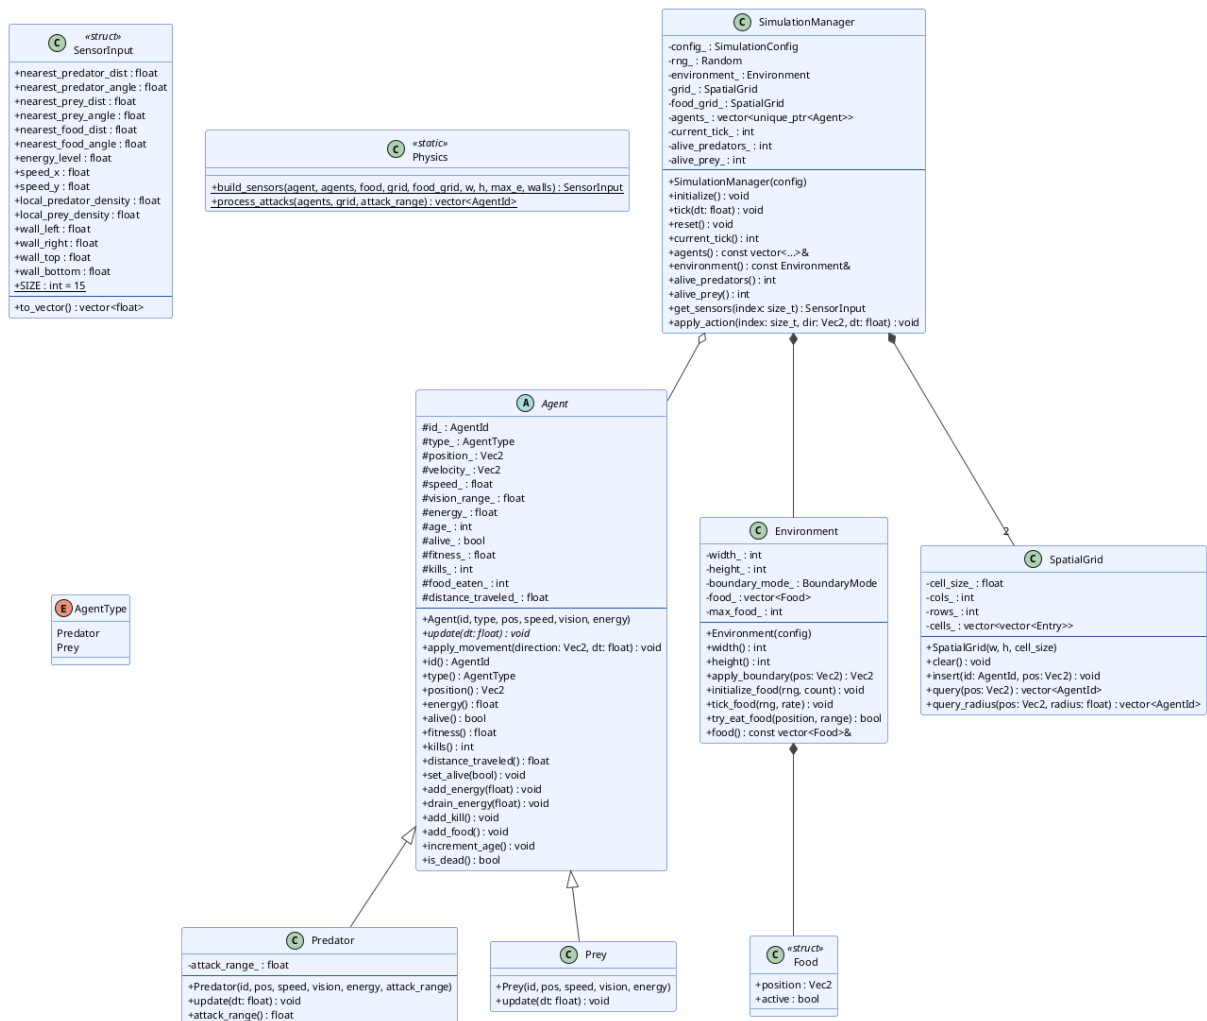 «struct»
C
SensorInput
+nearest_predator_dist : float
+nearest_predator_angle : float
+nearest_prey_dist : float
+nearest_prey_angle : float
+nearest_food_dist : float
+nearest_food_angle : float
+energy_level : float
+speed_x : float
+speed_y : float
+local_predator_density : float
+local_prey_density : float
+wall_left : float
+wall_right : float
+wall_top : float
+wall_bottom : float
+SIZE : int = 15
+to_vector() : vector<float>
«static»
C
Physics
+build_sensors(agent, agents, food, grid, food_grid, w, h, max_e, walls) : SensorInput
+process_attacks(agents, grid, attack_range) : vector<AgentId>
C SimulationManager
-config_ : SimulationConfig
-rng_ : Random
-environment_ : Environment
-grid_ : SpatialGrid
-food_grid_ : SpatialGrid
-agents_ : vector<unique_ptr<Agent>>
-current_tick_ : int
-alive_predators_ : int
-alive_prey_ : int
+SimulationManager(config)
+initialize() : void
+tick(dt: float) : void
+reset() : void
+current_tick() : int
+agents() : const vector<...>&
+environment() : const Environment&
+alive_predators() : int
+alive_prey() : int
+get_sensors(index: size_t) : SensorInput
+apply_action(index: size_t, dir: Vec2, dt: float) : void
A Agent
#id_ : AgentId
#type_ : AgentType
#position_ : Vec2
#velocity_ : Vec2
#speed_ : float
#vision_range_ : float
#energy_ : float
#age_ : int
#alive_ : bool
#fitness_ : float
#kills_ : int
#food_eaten_ : int
#distance_traveled_ : float
+Agent(id, type, pos, speed, vision, energy)
+update(dt: float) : void
+apply_movement(direction: Vec2, dt: float) : void
+id() : AgentId
+type() : AgentType
+position() : Vec2
+energy() : float
+alive() : bool
+fitness() : float
+kills() : int
+distance_traveled() : float
+set_alive(bool) : void
+add_energy(float) : void
+drain_energy(float) : void
+add_kill() : void
+add_food() : void
+increment_age() : void
+is_dead() : bool
C Environment
-width_ : int
-height_ : int
-boundary_mode_ : BoundaryMode
-food_ : vector<Food>
-max_food_ : int
+Environment(config)
+width() : int
+height() : int
+apply_boundary(pos: Vec2) : Vec2
+initialize_food(rng, count) : void
+tick_food(rng, rate) : void
+try_eat_food(position, range) : bool
+food() : const vector<Food>&
2
C SpatialGrid
-cell_size_ : float
-cols_ : int
-rows_ : int
-cells_ : vector<vector<Entry>>
+SpatialGrid(w, h, cell_size)
+clear() : void
+insert(id: AgentId, pos: Vec2) : void
+query(pos: Vec2) : vector<AgentId>
+query_radius(pos: Vec2, radius: float) : vector<AgentId>
E AgentType
Predator
Prey
C Predator
-attack_range_ : float
+Predator(id, pos, speed, vision, energy, attack_range)
+update(dt: float) : void
+attack_range() : float
C Prey
+Prey(id, pos, speed, vision, energy)
+update(dt: float) : void
«struct»
C
Food
+position : Vec2
+active : bool